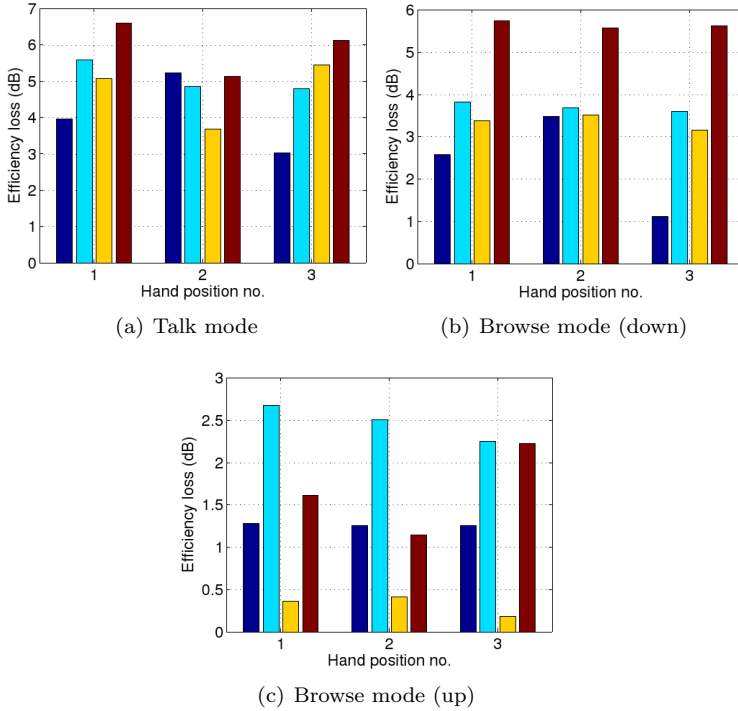 7
6
5
4
3
2
1
0
Efficiency loss (dB)
1 2 3
Hand position no.
(a) Talk mode
6
5
4
3
2
1
0
Efficiency loss (dB)
1 2 3
Hand position no.
(b) Browse mode (down)
3
2.5
2
1.5
1
0.5
0
Efficiency loss (dB)
1 2 3
Hand position no.
(c) Browse mode (up)